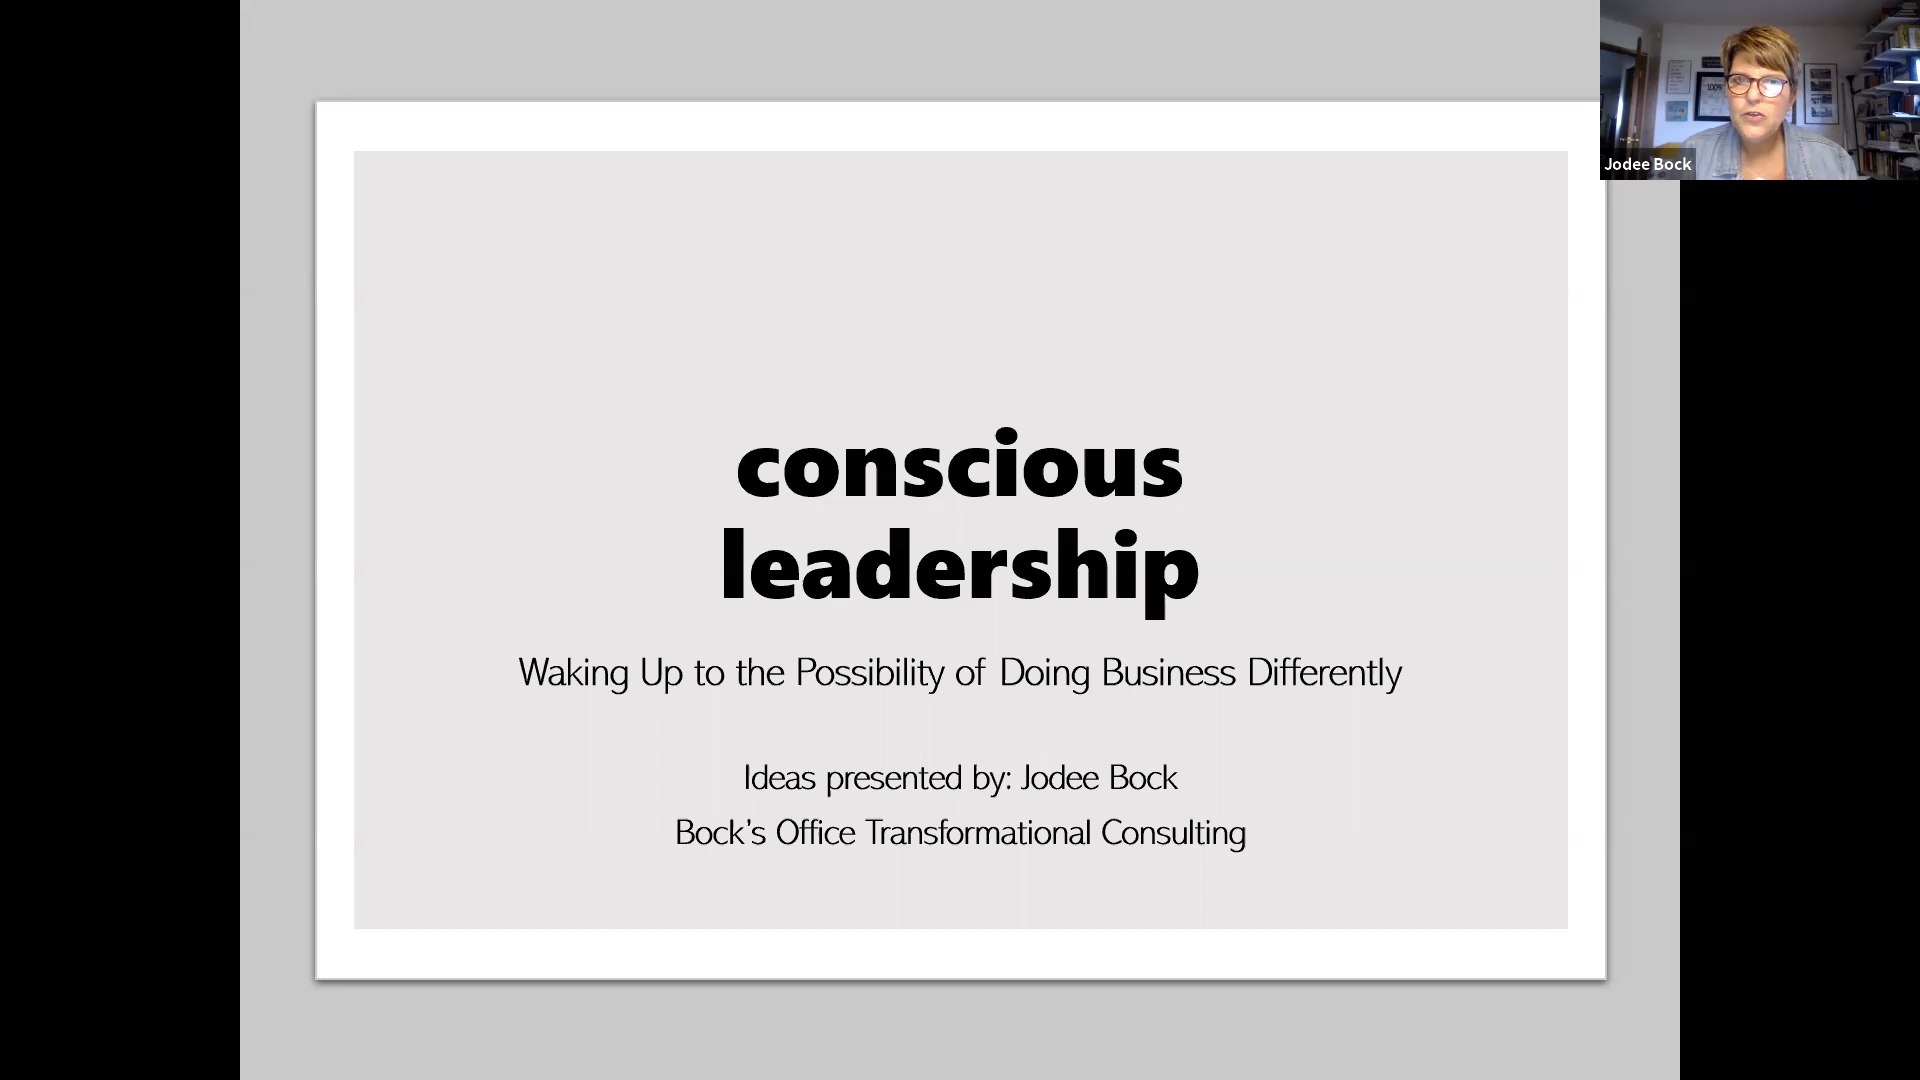 conscious
leadership
Waking Up to the Possibility of Doing Business Differently
Ideas presented by: Jodee Bock
Bock’s Office Transformational Consulting
Jodee Bock